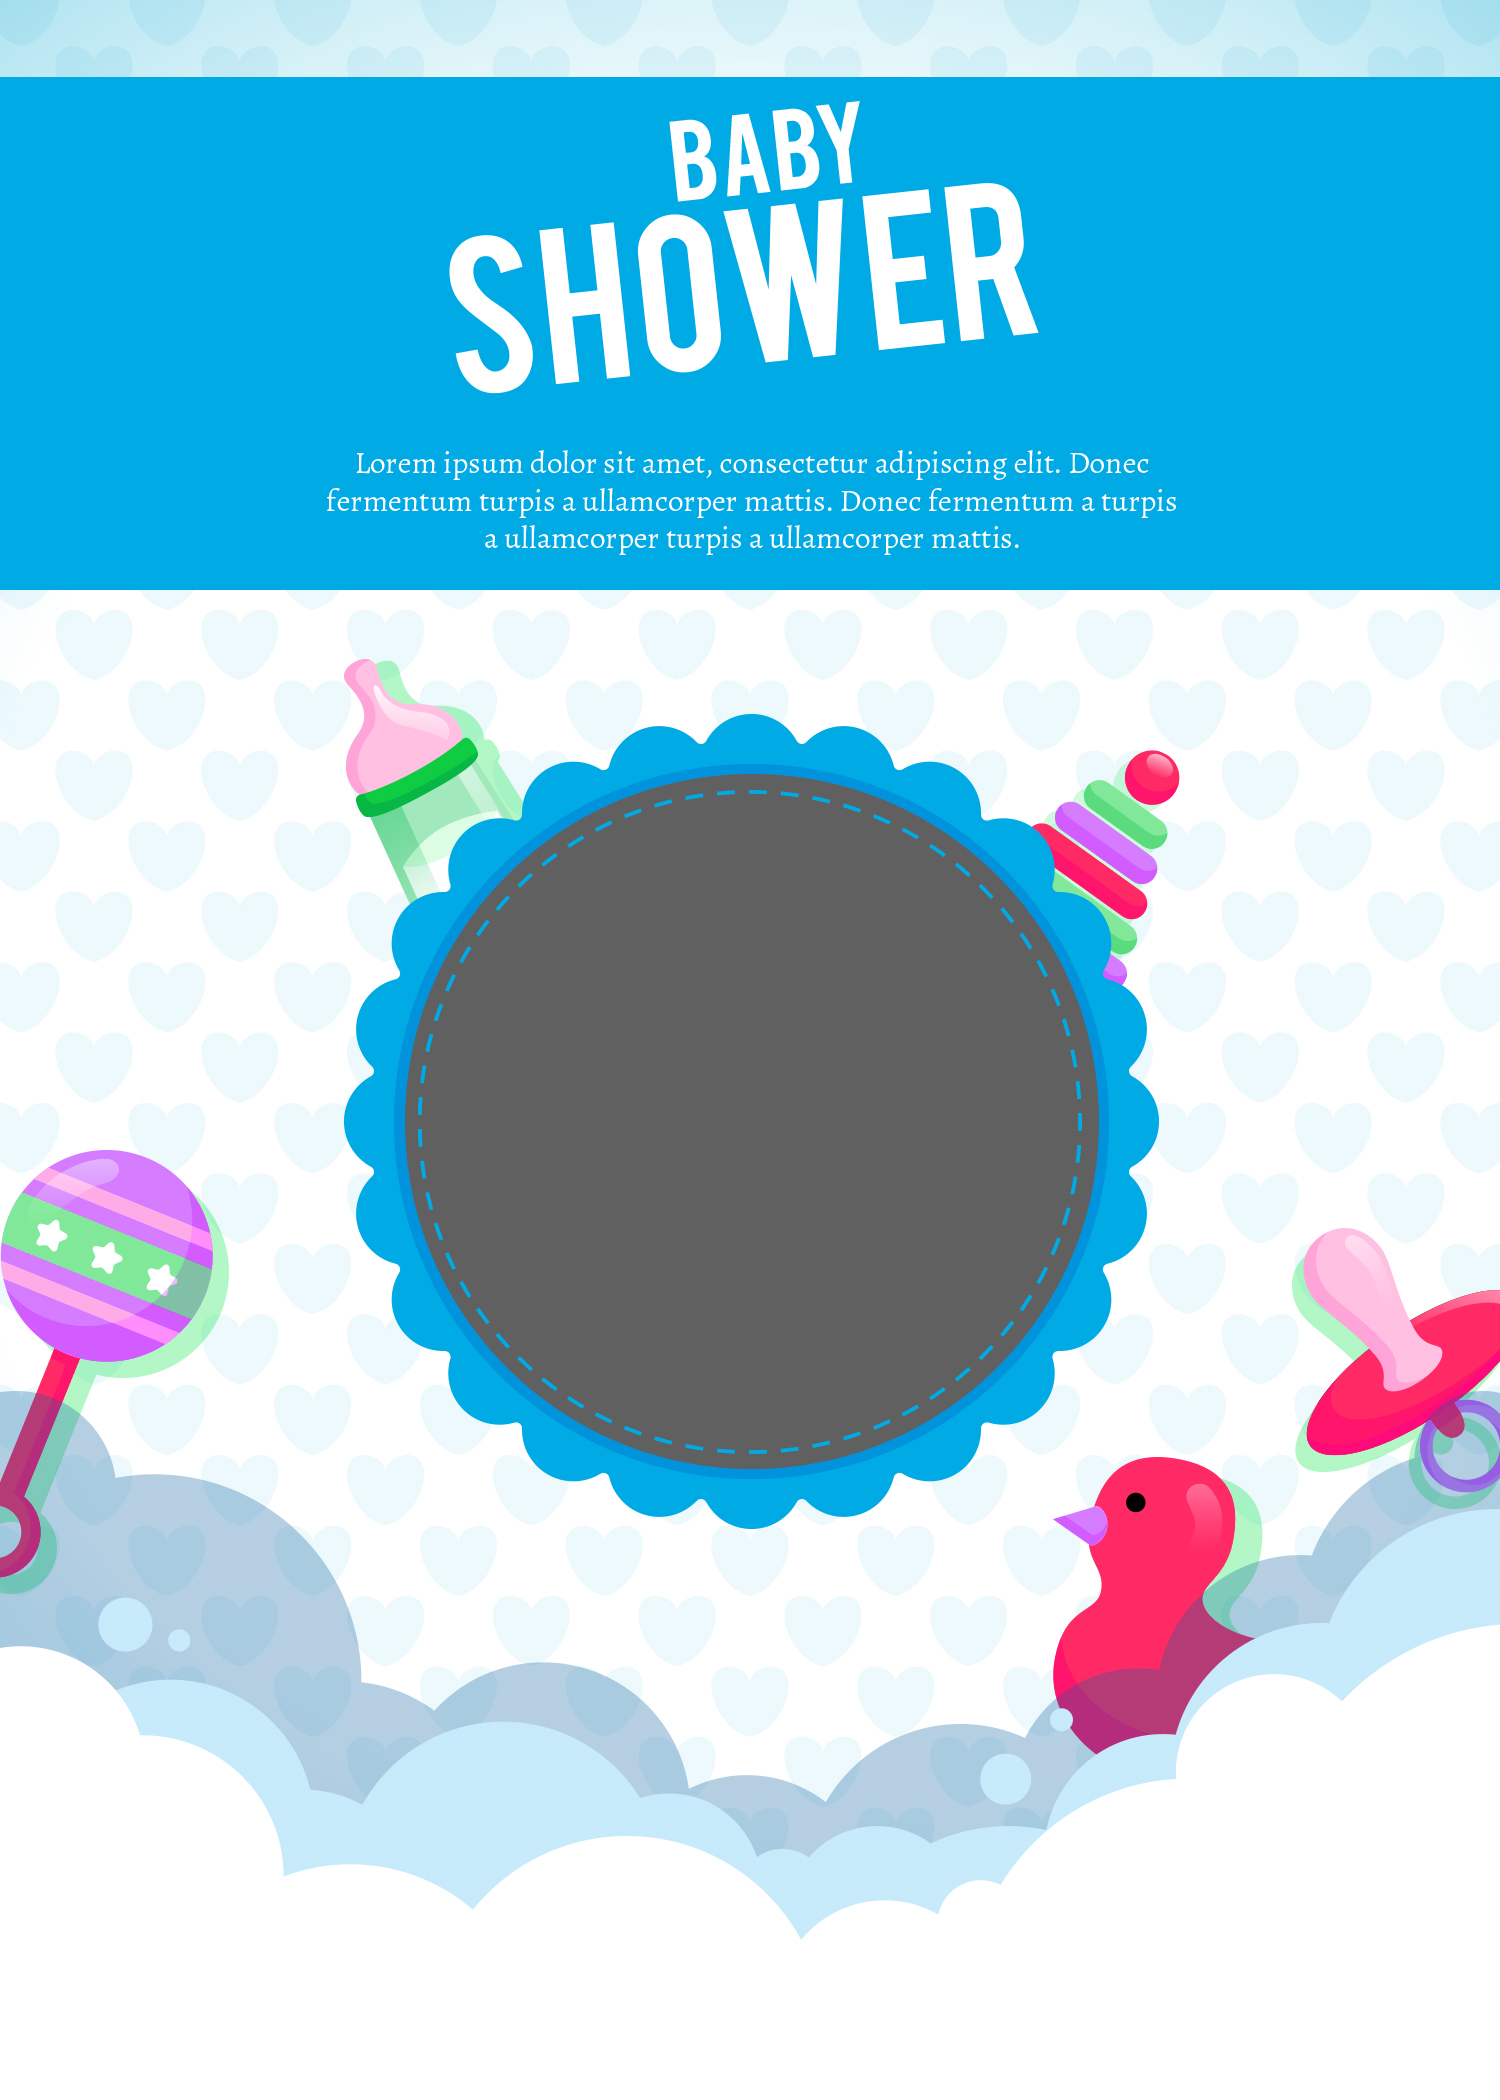 BABY
SHOWER
Lorem ipsum dolor sit amet, consectetur adipiscing elit. Donec
fermentum turpis a ullamcorper mattis. Donec fermentum a turpis
a ullamcorper turpis a ullamcorper mattis.